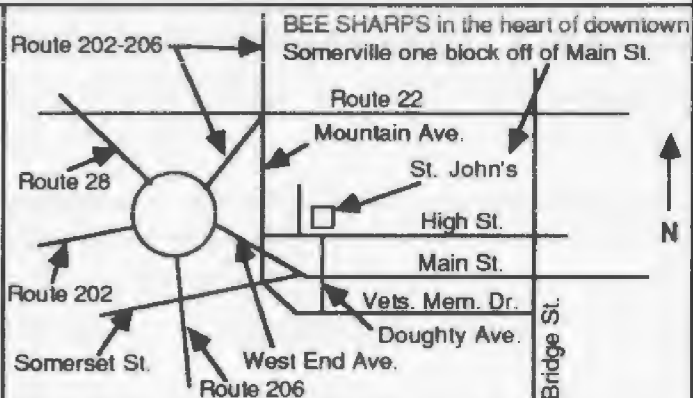 BEE SHARPS in the heart of downtown
Route 202-206
Somerville one block off of Main St.
Route 22
Mountain Ave.
St. John's
Route 28
High St.
N
Main St.
Route 202
Vets. Mem. Dr.
Doughty Ave.
Somerset St.
West End Ave.
Route 206
Bridge St.